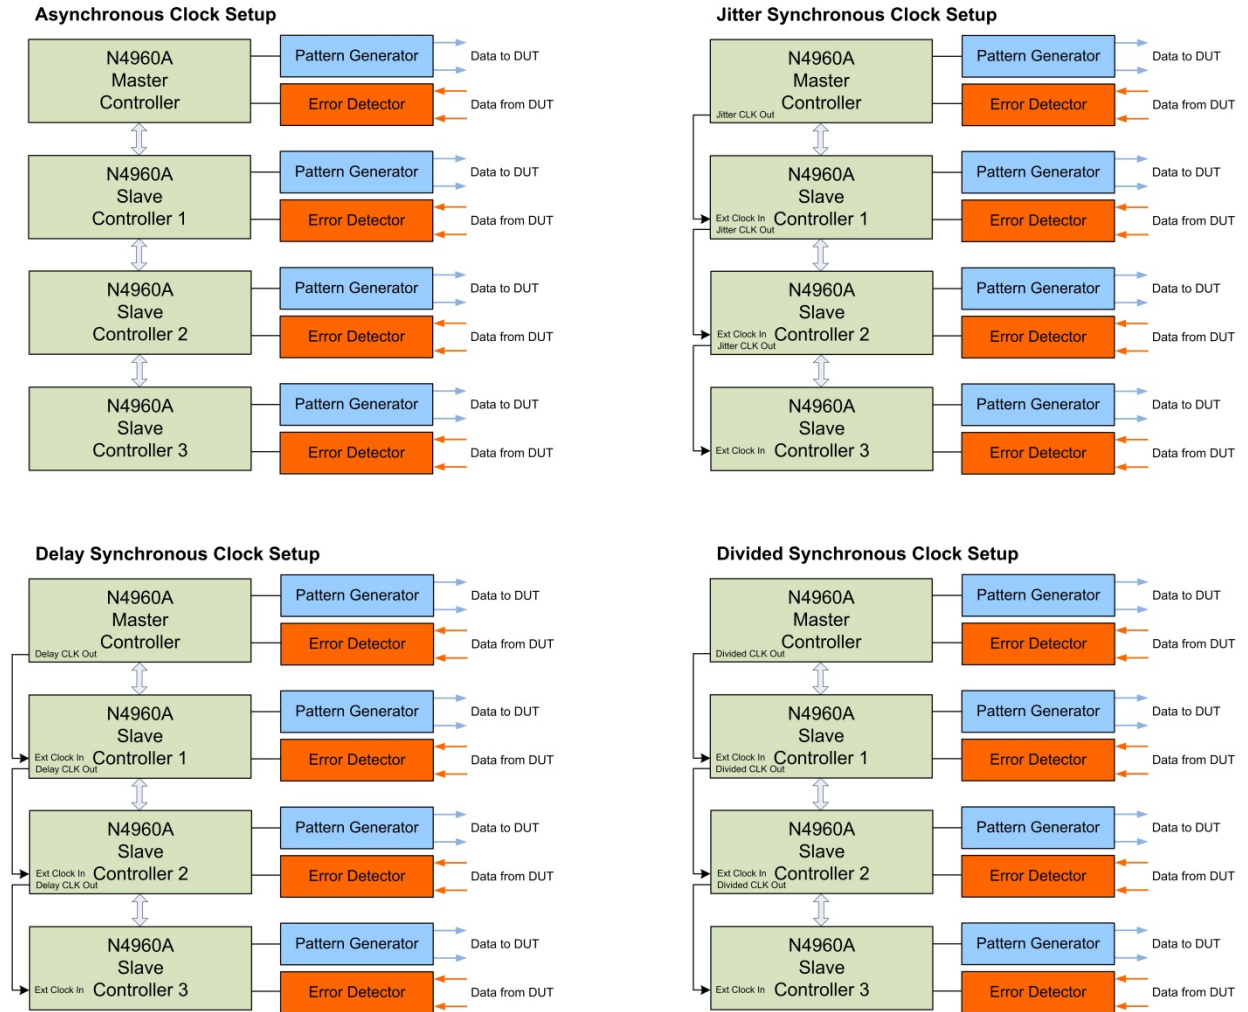 Asynchronous Clock Setup
N4960A
Master
Controller
Pattern Generator
Data to DUT
Error Detector
Data from DUT
N4960A
Slave
Controller 1
Pattern Generator
Data to DUT
Error Detector
Data from DUT
N4960A
Slave
Controller 2
Pattern Generator
Data to DUT
Error Detector
Data from DUT
N4960A
Slave
Controller 3
Pattern Generator
Data to DUT
Error Detector
Data from DUT
Jitter Synchronous Clock Setup
N4960A
Master
Controller
Jitter CLK Out
Pattern Generator
Data to DUT
Error Detector
Data from DUT
N4960A
Slave
Controller 1
Ext Clock In
Jitter CLK Out
Pattern Generator
Data to DUT
Error Detector
Data from DUT
N4960A
Slave
Controller 2
Ext Clock In
Jitter CLK Out
Pattern Generator
Data to DUT
Error Detector
Data from DUT
N4960A
Slave
Controller 3
Ext Clock In
Pattern Generator
Data to DUT
Error Detector
Data from DUT
Delay Synchronous Clock Setup
N4960A
Master
Controller
Delay CLK Out
Pattern Generator
Data to DUT
Error Detector
Data from DUT
N4960A
Slave
Controller 1
Ext Clock In
Delay CLK Out
Pattern Generator
Data to DUT
Error Detector
Data from DUT
N4960A
Slave
Controller 2
Ext Clock In
Delay CLK Out
Pattern Generator
Data to DUT
Error Detector
Data from DUT
N4960A
Slave
Controller 3
Ext Clock In
Pattern Generator
Data to DUT
Error Detector
Data from DUT
Divided Synchronous Clock Setup
N4960A
Master
Controller
Divided CLK Out
Pattern Generator
Data to DUT
Error Detector
Data from DUT
N4960A
Slave
Controller 1
Ext Clock In
Divided CLK Out
Pattern Generator
Data to DUT
Error Detector
Data from DUT
N4960A
Slave
Controller 2
Ext Clock In
Divided CLK Out
Pattern Generator
Data to DUT
Error Detector
Data from DUT
N4960A
Slave
Controller 3
Ext Clock In
Pattern Generator
Data to DUT
Error Detector
Data from DUT